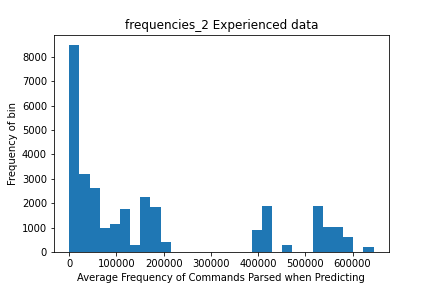 frequencies_2 Experienced data
Frequency of bin
8000
7000
6000
5000
4000
3000
2000
1000
0
0 100000 200000 300000 400000 500000 600000
Average Frequency of Commands Parsed when Predicting